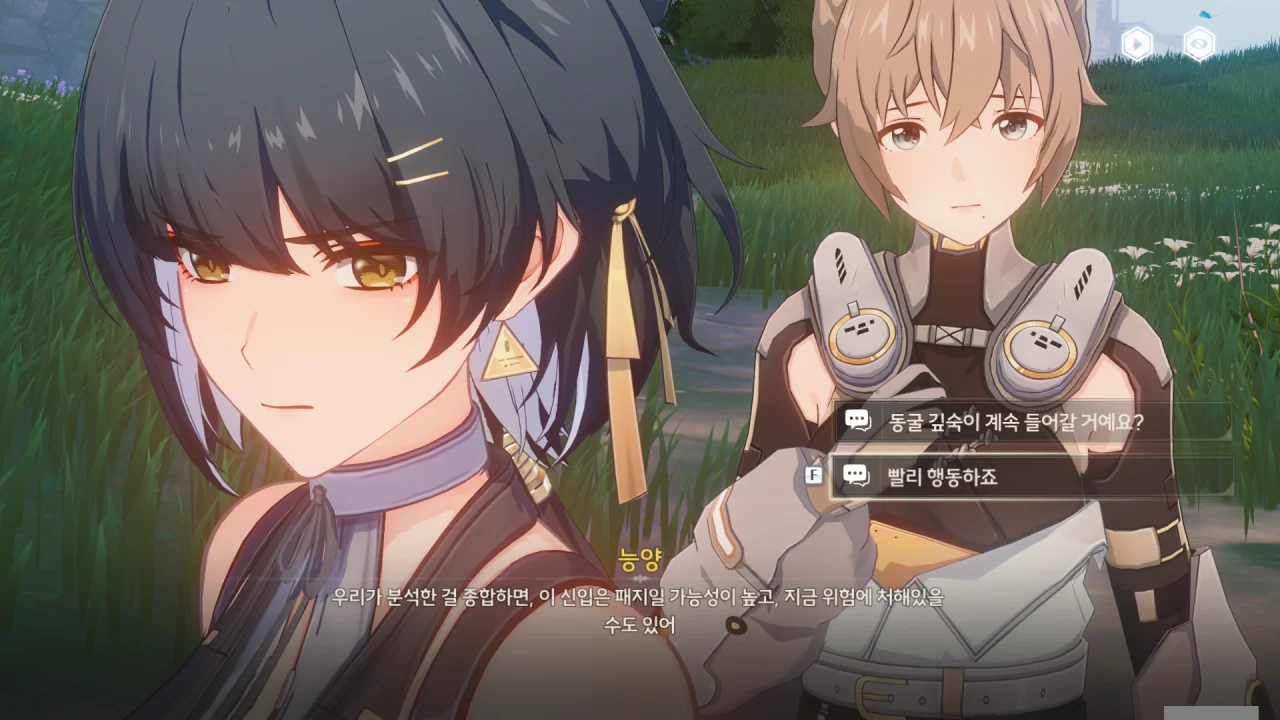 동굴 깊숙이 계속 들어갈 거예요?
F
빨리 행동하죠
능양
우리가 분석한 걸 종합하면, 이 신입은 패지일 가능성이 높고, 지금 위험에 처해있을
수도 있어